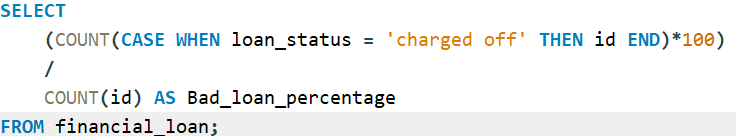 SELECT
    (COUNT(CASE WHEN loan_status = 'charged off' THEN id END)*100)
    /
    COUNT(id) AS Bad_loan_percentage
FROM financial_loan;